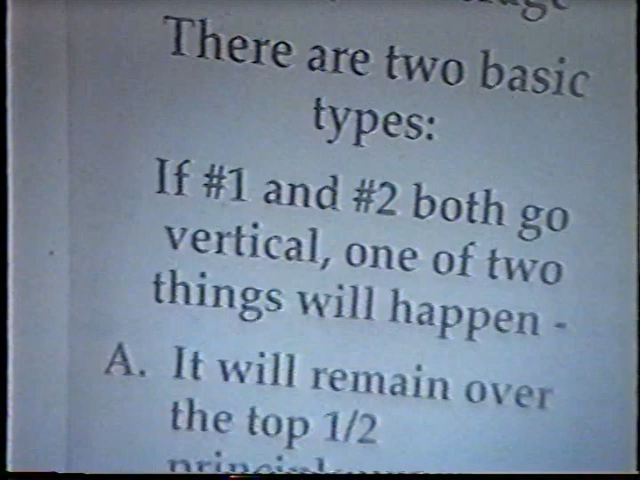 There are two basic
types:
If #1 and #2 both go
vertical, one of two
things will happen -
A. It will remain over
the top 1/2